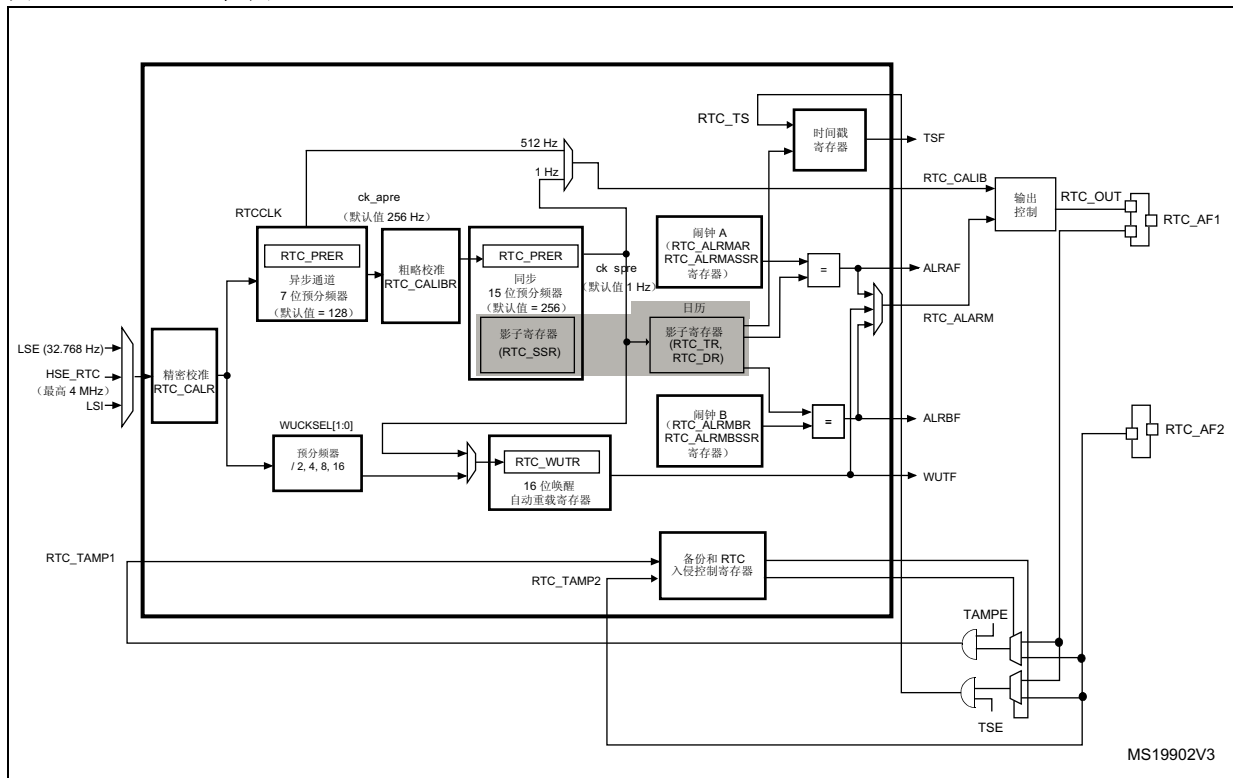 RTC_TS
时间戳
寄存器
TSF
512 Hz
1 Hz
RTC_CALIB
输出
控制
RTC_OUT
RTC_AF1
ck_apre
（默认值 256 Hz）
RTCCLK
RTC_PRER
异步通道
7 位预分频器
（默认值 = 128）
粗略校准
RTC_CALIBR
RTC_PRER
同步
15 位预分频器
（默认值 = 256）
ck_spre
（默认值 1 Hz）
闹钟 A
（RTC_ALRMAR
RTC_ALRMASSR
寄存器）
=
ALRAF
RTC_ALARM
日历
影子寄存器
(RTC_SSR)
影子寄存器
(RTC_TR,
RTC_DR)
LSE (32.768 Hz)
HSE_RTC
（最高 4 MHz）
LSI
精密校准
RTC_CALR
闹钟 B
（RTC_ALRMBR
RTC_ALRMBSSR
寄存器）
=
ALRBF
RTC_AF2
WUCKSEL[1:0]
预分频器
/ 2, 4, 8, 16
RTC_WUTR
16 位唤醒
自动重载寄存器
WUTF
RTC_TAMP1
RTC_TAMP2
备份和 RTC
入侵控制寄存器
TAMPE
TSE
MS19902V3